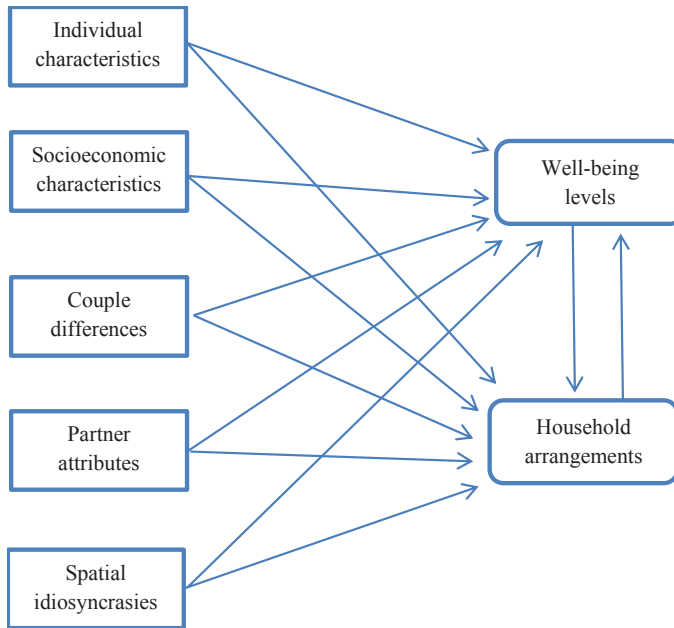 Individual
characteristics
Socioeconomic
characteristics
Couple
differences
Partner
attributes
Spatial
idiosyncrasies
Well-being
levels
Household
arrangements